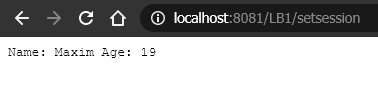 localhost:8081/LB1/setsession
Name: Maxim Age: 19